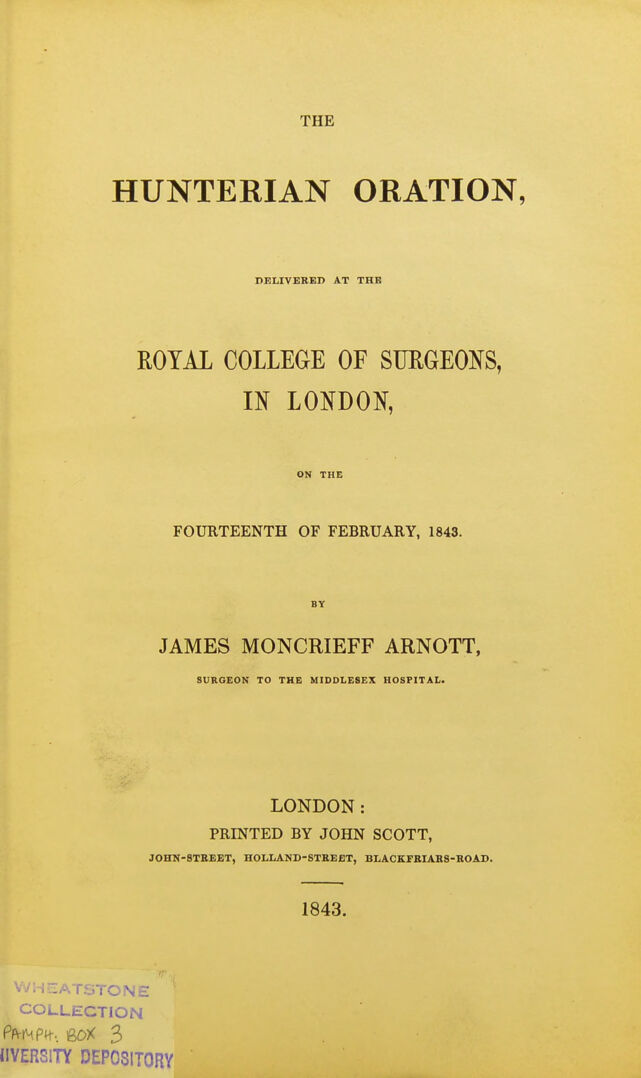 THE
HUNTERIAN ORATION,
DELIVERED AT THE
ROYAL COLLEGE OF SURGEONS,
IN LONDON,
ON THE
FOURTEENTH OF FEBRUARY, 1843.
BY
JAMES MONCRIEFF ARNOTT,
SURGEON TO THE MIDDLESEX HOSPITAL.
LONDON:
PRINTED BY JOHN SCOTT,
JOHN-STREET, HOLLAND-STREET, BLACKFRIARS-ROAD.
1843.
WHEATSTONE
COLLECTION
PAMPH. BOX 3
IIVERSITY DEPOSITORY